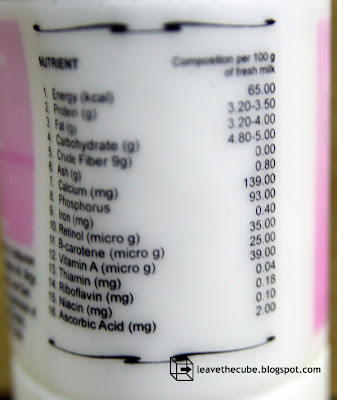 NUTRIENT Composition per 100 g
of fresh milk
1. Energy (kcal) 65.00
2. Protein (g) 3.20-3.50
3. Fat (g) 3.20-4.00
4. Carbohydrate (g) 4.80-5.00
5. Crude Fiber 9g) 0.00
6. Ash (g) 0.80
7. Calcium (mg) 139.00
8. Phosphorus 93.00
9. Iron (mg) 0.40
10. Retinol (micro g) 35.00
11. B-carotene (micro g) 25.00
12. Vitamin A (micro g) 39.00
13. Thiamin (mg) 0.04
14. Riboflavin (mg) 0.18
15. Niacin (mg) 0.10
16. Ascorbic Acid (mg) 2.00
leavethecube.blogspot.com